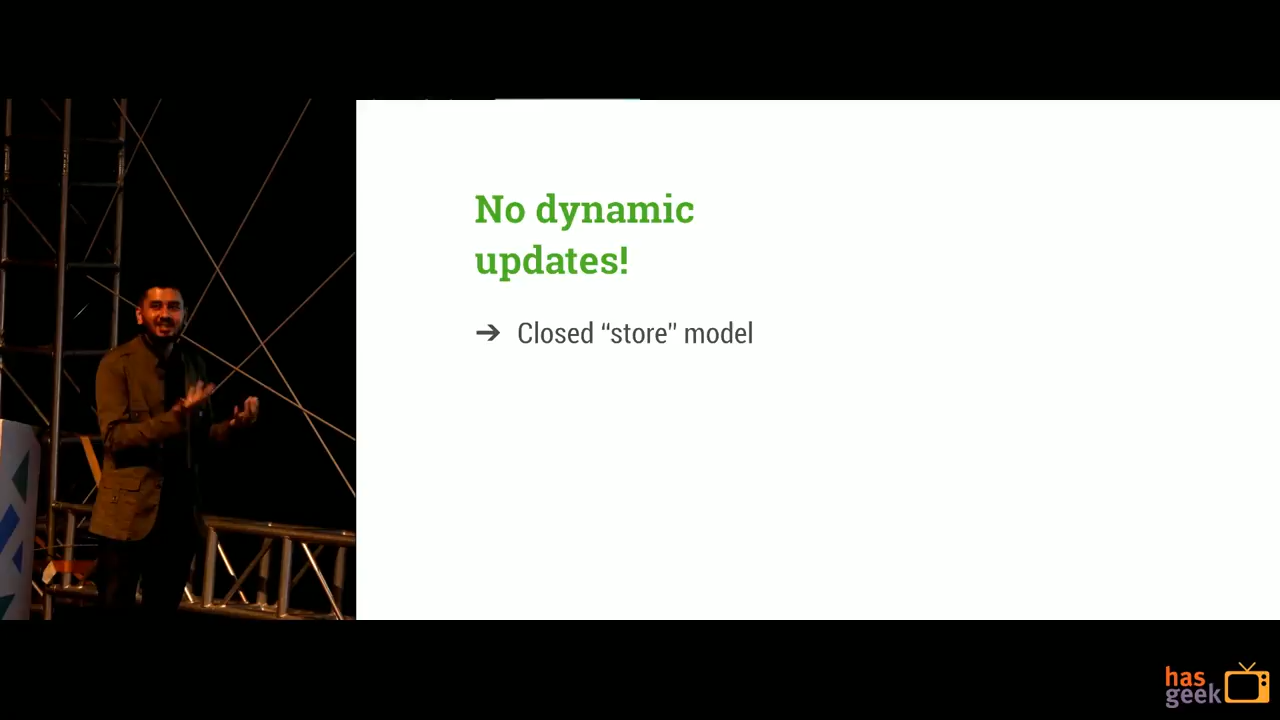 No dynamic
updates!
➔ Closed “store” model
has
geek